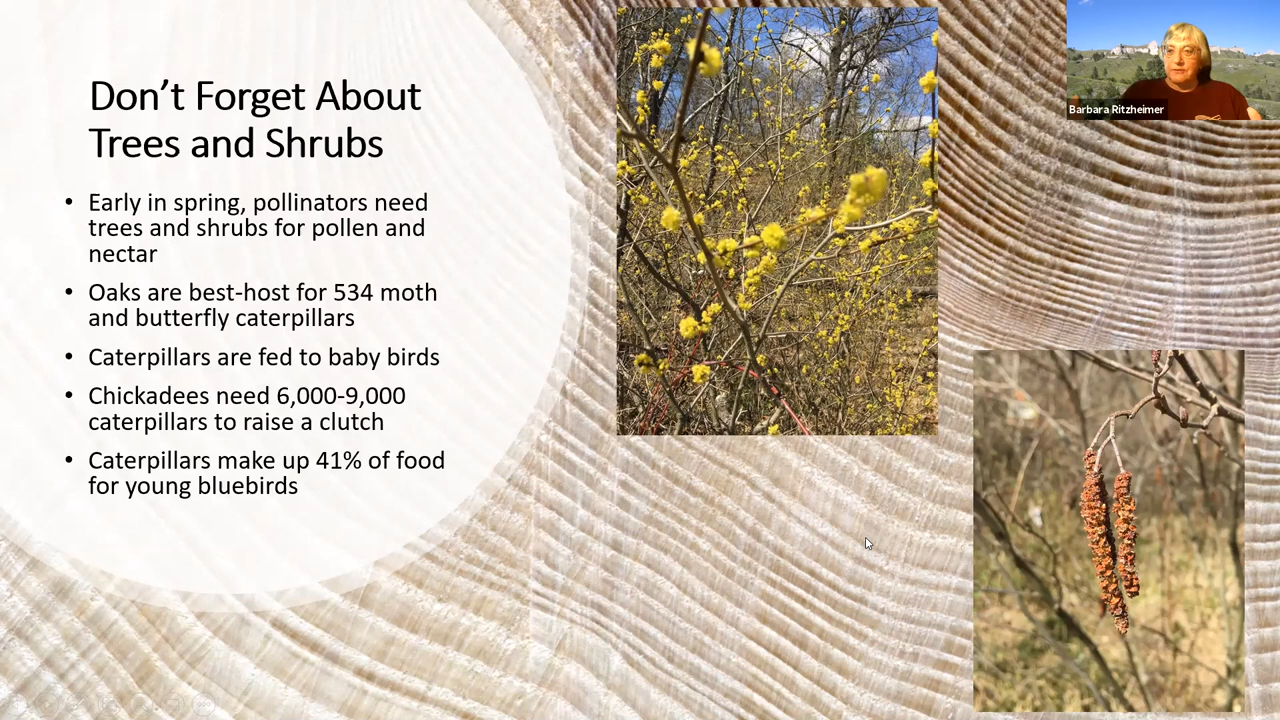 Don’t Forget About
Trees and Shrubs
• Early in spring, pollinators need
trees and shrubs for pollen and
nectar
• Oaks are best-host for 534 moth
and butterfly caterpillars
• Caterpillars are fed to baby birds
• Chickadees need 6,000-9,000
caterpillars to raise a clutch
• Caterpillars make up 41% of food
for young bluebirds
Barbara Ritzheimer